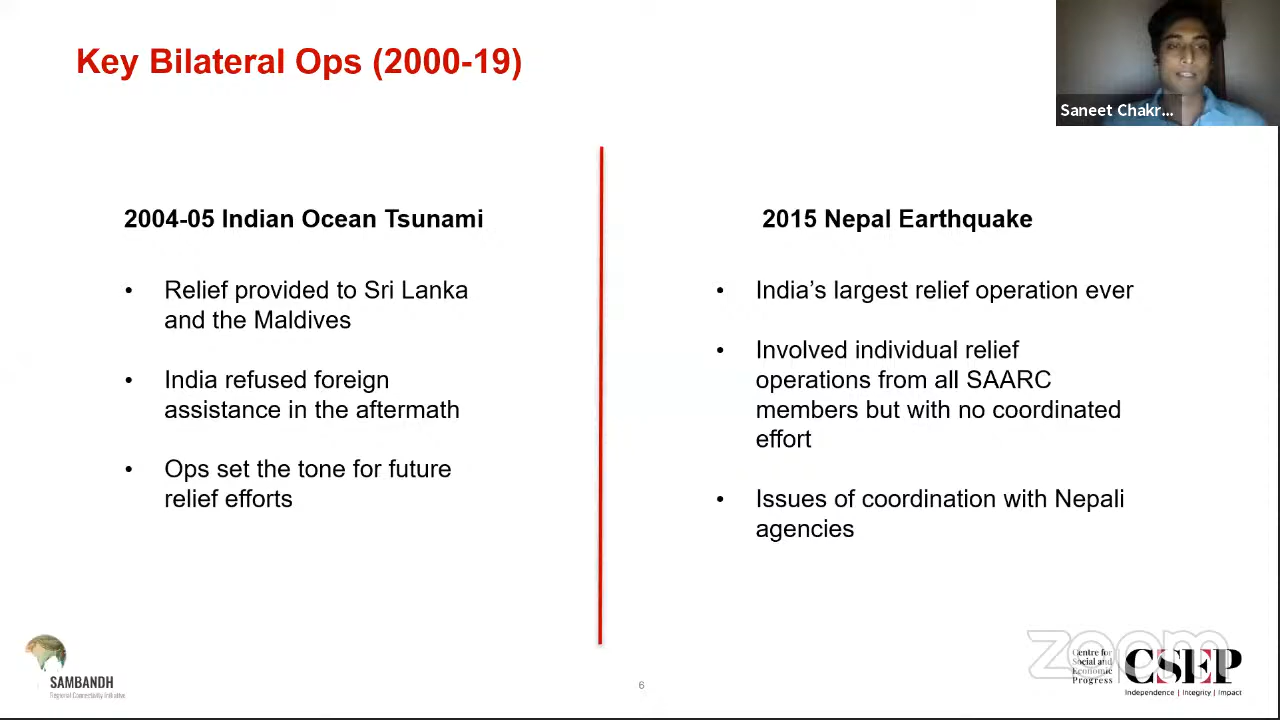 Key Bilateral Ops (2000-19)
Saneet Chakr...
2004-05 Indian Ocean Tsunami
• Relief provided to Sri Lanka
and the Maldives
• India refused foreign
assistance in the aftermath
• Ops set the tone for future
relief efforts
2015 Nepal Earthquake
• India’s largest relief operation ever
• Involved individual relief
operations from all SAARC
members but with no coordinated
effort
• Issues of coordination with Nepali
agencies
SAMBANDH
Regional Connectivity Initiative
6
zoom
Centre for
Social and
Economic
Progress
CSEP
Independence | Integrity | Impact